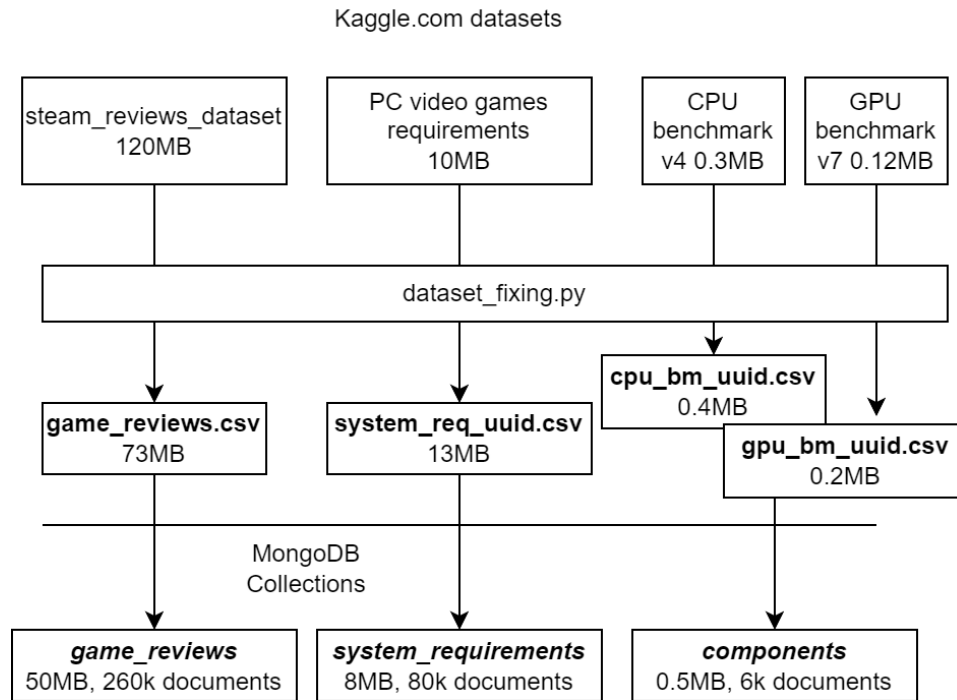 Kaggle.com datasets
steam_reviews_dataset
120MB
PC video games
requirements
10MB
CPU
benchmark
v4 0.3MB
GPU
benchmark
v7 0.12MB
dataset_fixing.py
game_reviews.csv
73MB
system_req_uuid.csv
13MB
cpu_bm_uuid.csv
0.4MB
gpu_bm_uuid.csv
0.2MB
MongoDB
Collections
game_reviews
50MB, 260k documents
system_requirements
8MB, 80k documents
components
0.5MB, 6k documents